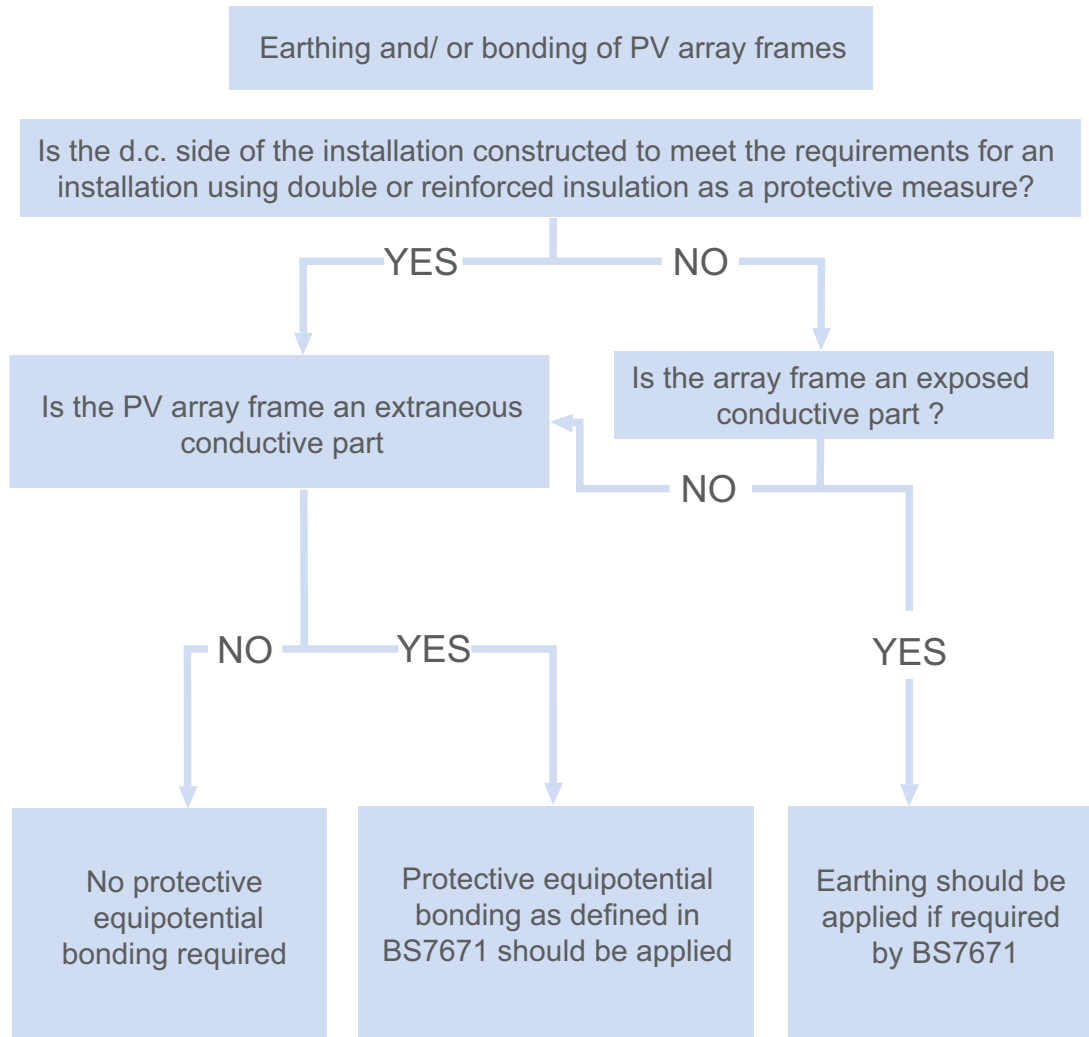 Earthing and/ or bonding of PV array frames
Is the d.c. side of the installation constructed to meet the requirements for an
installation using double or reinforced insulation as a protective measure?
YES
NO
Is the PV array frame an extraneous
conductive part
Is the array frame an exposed
conductive part ?
NO
NO
YES
YES
No protective
equipotential
bonding required
Protective equipotential
bonding as defined in
BS7671 should be applied
Earthing should be
applied if required
by BS7671